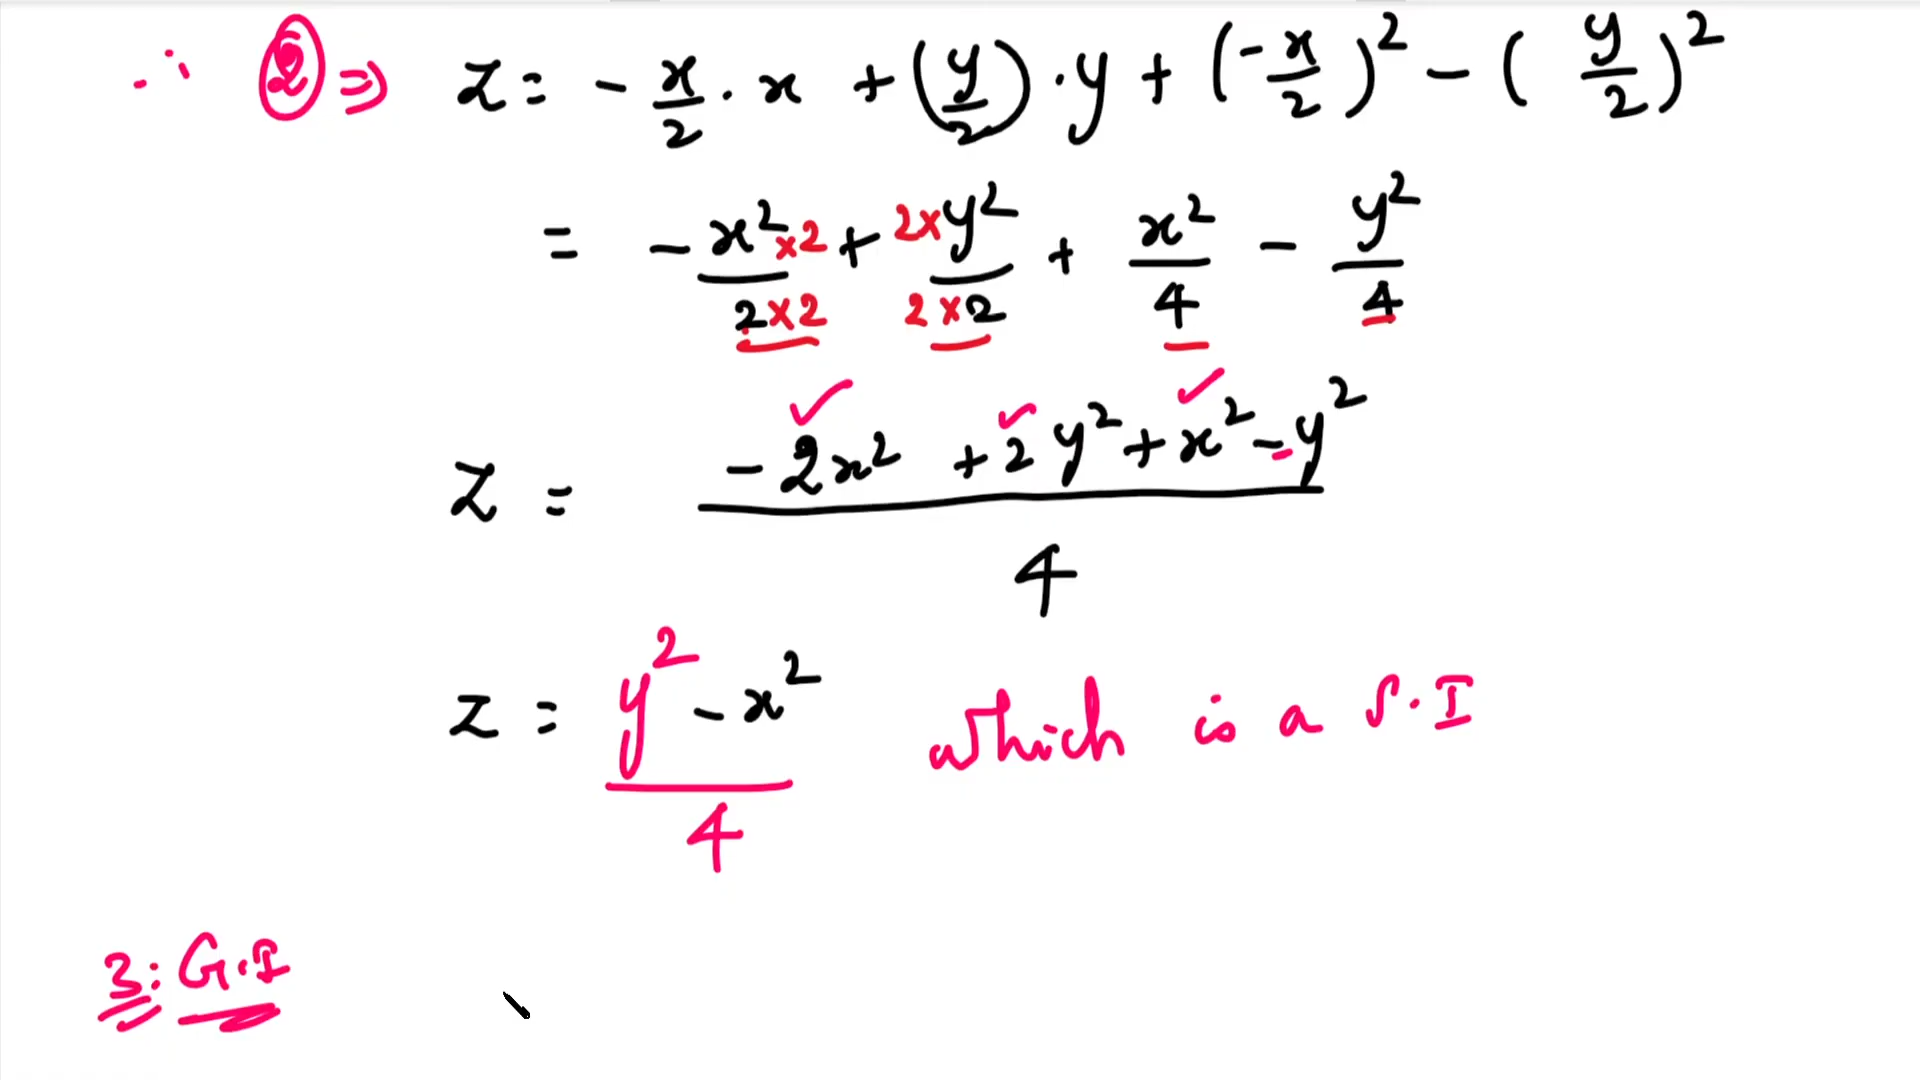 ∴ ② ⇒ z = - x/2 . x + (y/2) . y + (-x/2)² - (y/2)²
= - x²×2/2×2 + 2×y²/2×2 + x²/4 - y²/4
z = - 2x² + 2y² + x² - y² / 4
z = y² - x² / 4 which is a S.I
3: G.I